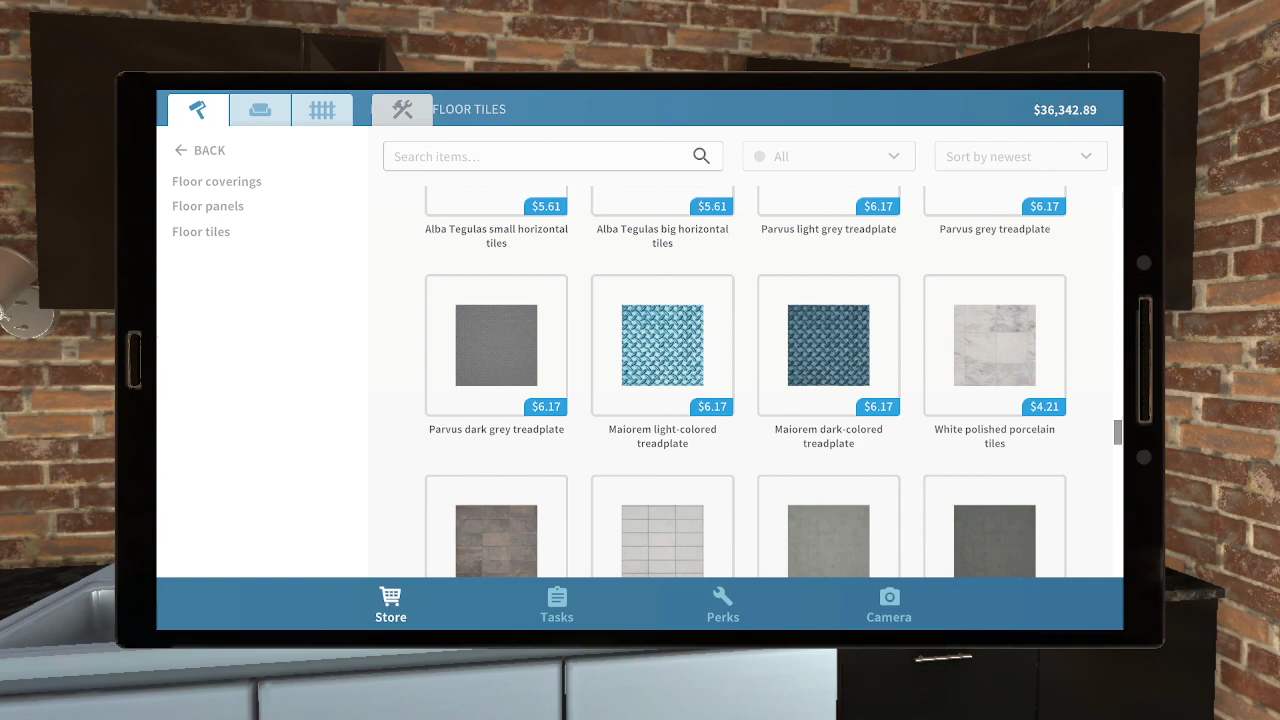 FLOOR TILES
$36,342.89
BACK
Search items...
All
Sort by newest
Floor coverings
Floor panels
Floor tiles
$5.61
$5.61
$6.17
$6.17
Alba Tegulas small horizontal
tiles
Alba Tegulas big horizontal
tiles
Parvus light grey treadplate
Parvus grey treadplate
$6.17
$6.17
$6.17
$4.21
Parvus dark grey treadplate
Maiorem light-colored
treadplate
Maiorem dark-colored
treadplate
White polished porcelain
tiles
Store
Tasks
Perks
Camera